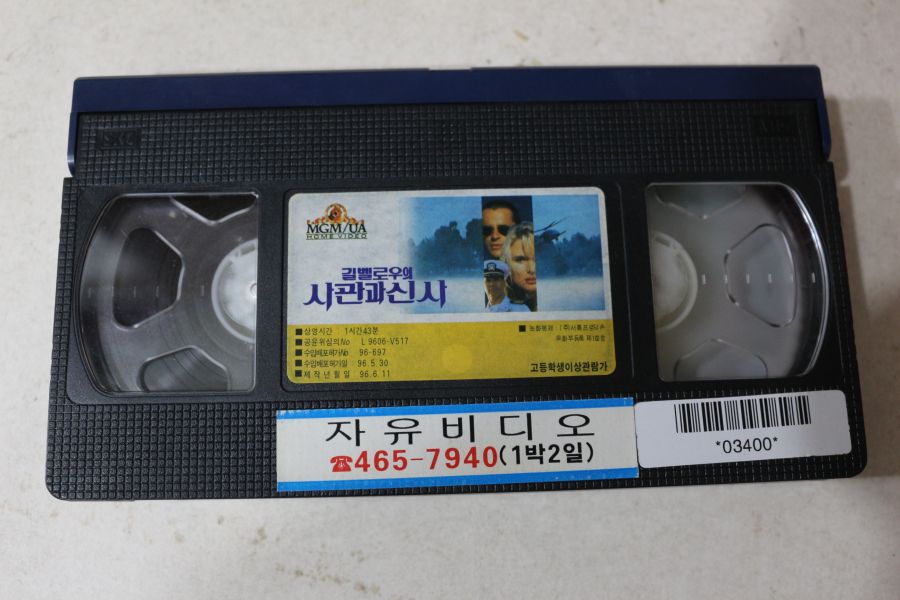 SKC
MGM/UA
HOME VIDEO
길벨로우의
사관과신사
■ 상영시간 : 1시간43분
■ 공윤위심의No L 9606-V517
■ 수입배포허가No 96-697
■ 수입배포허가일 96.5.30
■ 제작년월일 96.6.11
고등학생이상관람가
자유비디오
☎465-7940(1박2일)
*03400*